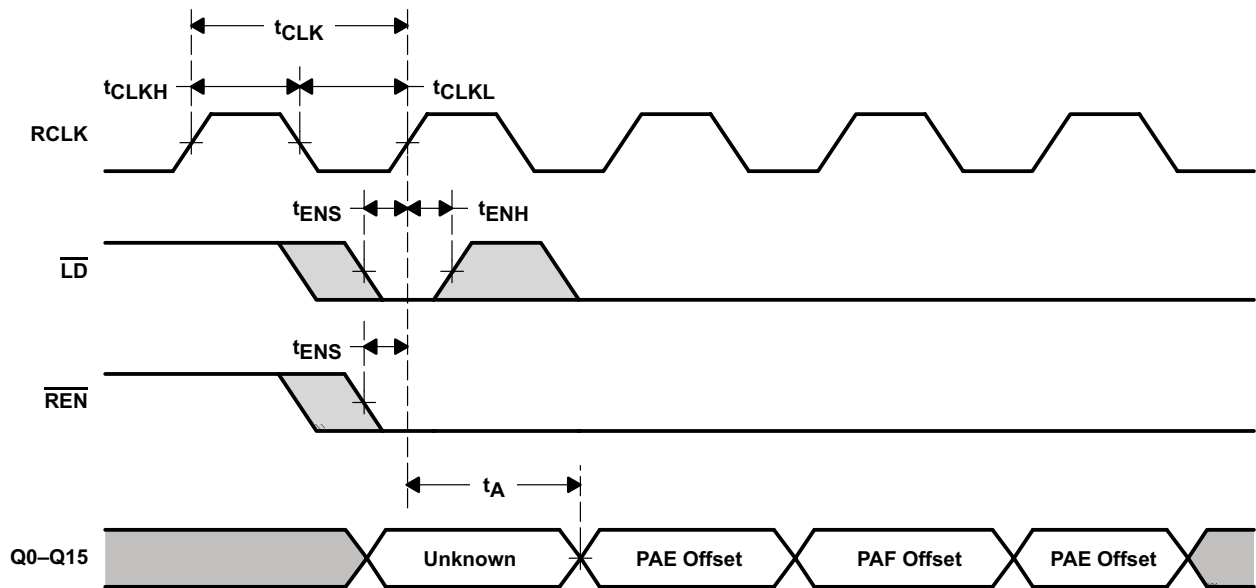 tCLK
tCLKH
tCLKL
RCLK
tENS
tENH
LD
tENS
REN
tA
Q0–Q15
Unknown
PAE Offset
PAF Offset
PAE Offset